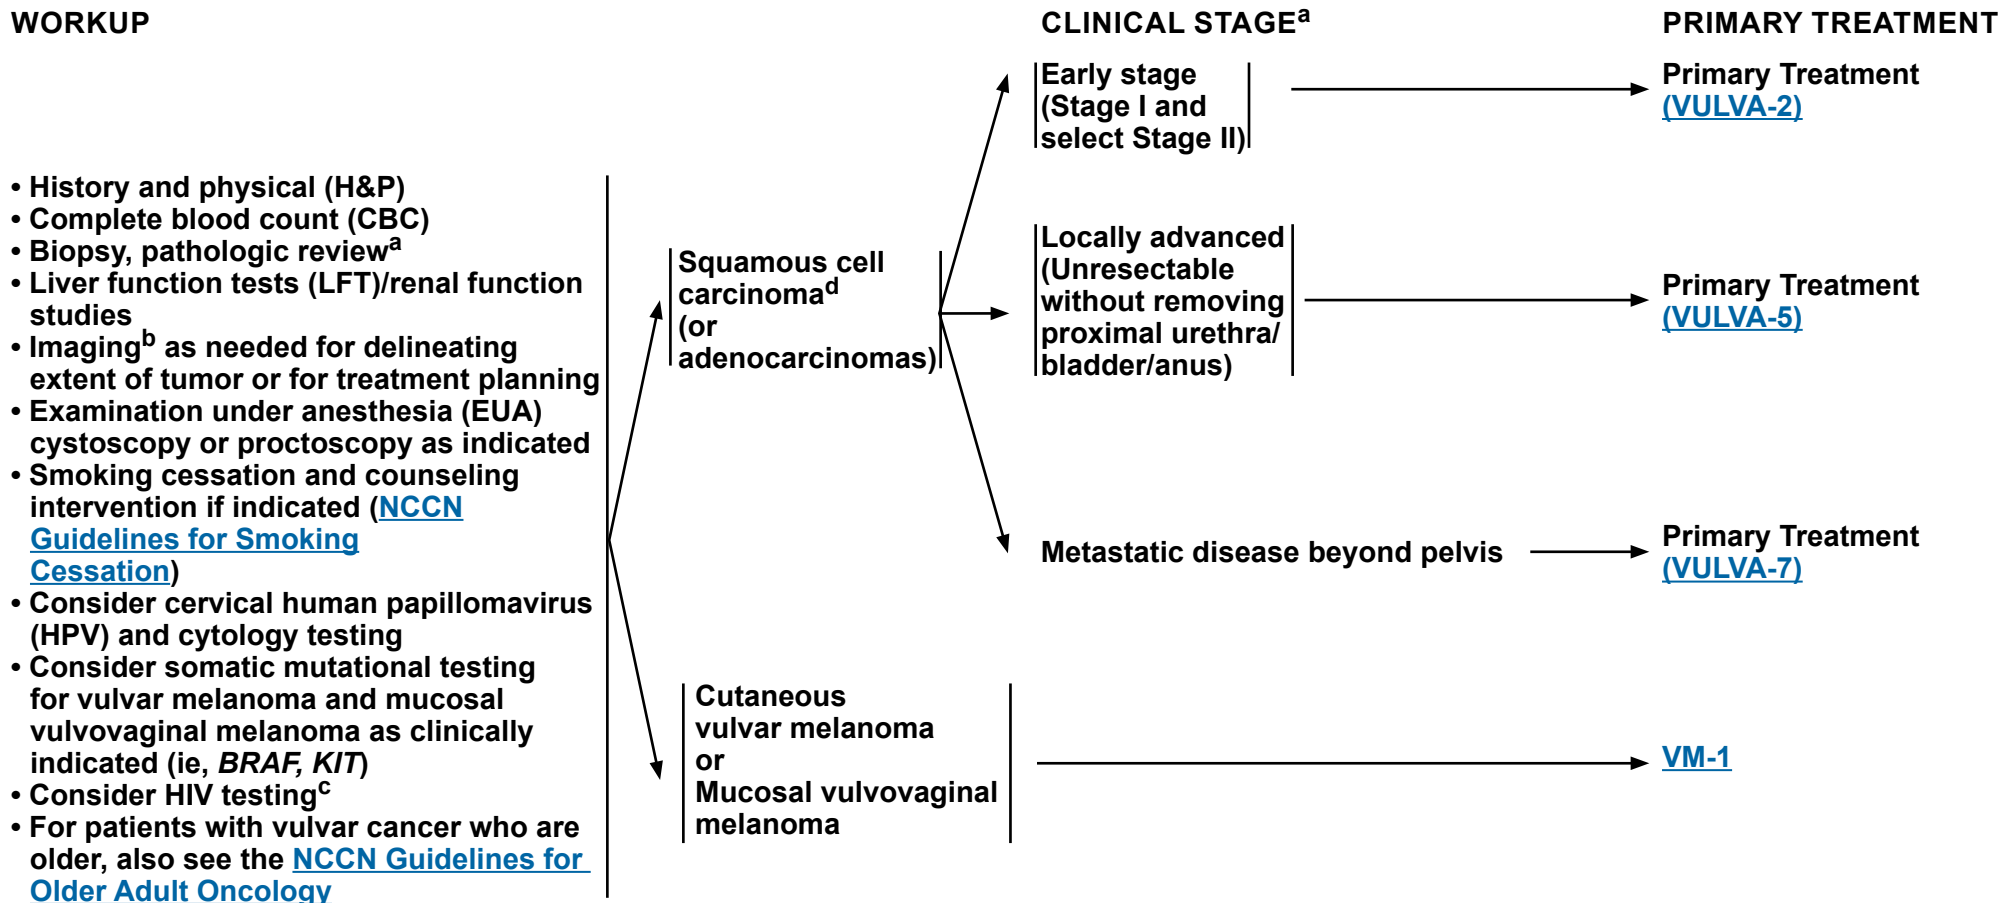 WORKUP
CLINICAL STAGEa
PRIMARY TREATMENT
• History and physical (H&P)
• Complete blood count (CBC)
• Biopsy, pathologic reviewa
• Liver function tests (LFT)/renal function
studies
• Imagingb as needed for delineating
extent of tumor or for treatment planning
• Examination under anesthesia (EUA)
cystoscopy or proctoscopy as indicated
• Smoking cessation and counseling
intervention if indicated (NCCN
Guidelines for Smoking
Cessation)
• Consider cervical human papillomavirus
(HPV) and cytology testing
• Consider somatic mutational testing
for vulvar melanoma and mucosal
vulvovaginal melanoma as clinically
indicated (ie, BRAF, KIT)
• Consider HIV testingc
• For patients with vulvar cancer who are
older, also see the NCCN Guidelines for
Older Adult Oncology
Squamous cell
carcinomad
(or
adenocarcinomas)
Early stage
(Stage I and
select Stage II)
Primary Treatment
(VULVA-2)
Locally advanced
(Unresectable
without removing
proximal urethra/
bladder/anus)
Primary Treatment
(VULVA-5)
Metastatic disease beyond pelvis
Primary Treatment
(VULVA-7)
Cutaneous
vulvar melanoma
or
Mucosal vulvovaginal
melanoma
VM-1